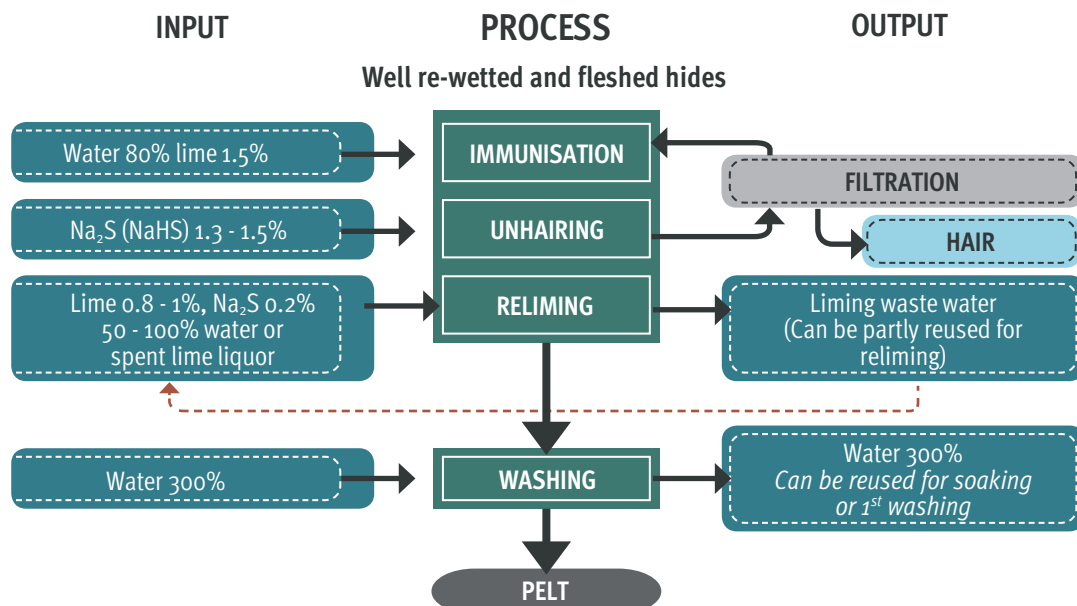 INPUT
PROCESS
OUTPUT
Well re-wetted and fleshed hides
Water 80% lime 1.5%
IMMUNISATION
FILTRATION
Na₂S (NaHS) 1.3 - 1.5%
UNHAIRING
HAIR
Lime 0.8 - 1%, Na₂S 0.2%
50 - 100% water or
spent lime liquor
RELIMING
Liming waste water
(Can be partly reused for
reliming)
Water 300%
WASHING
Water 300%
Can be reused for soaking
or 1st washing
PELT